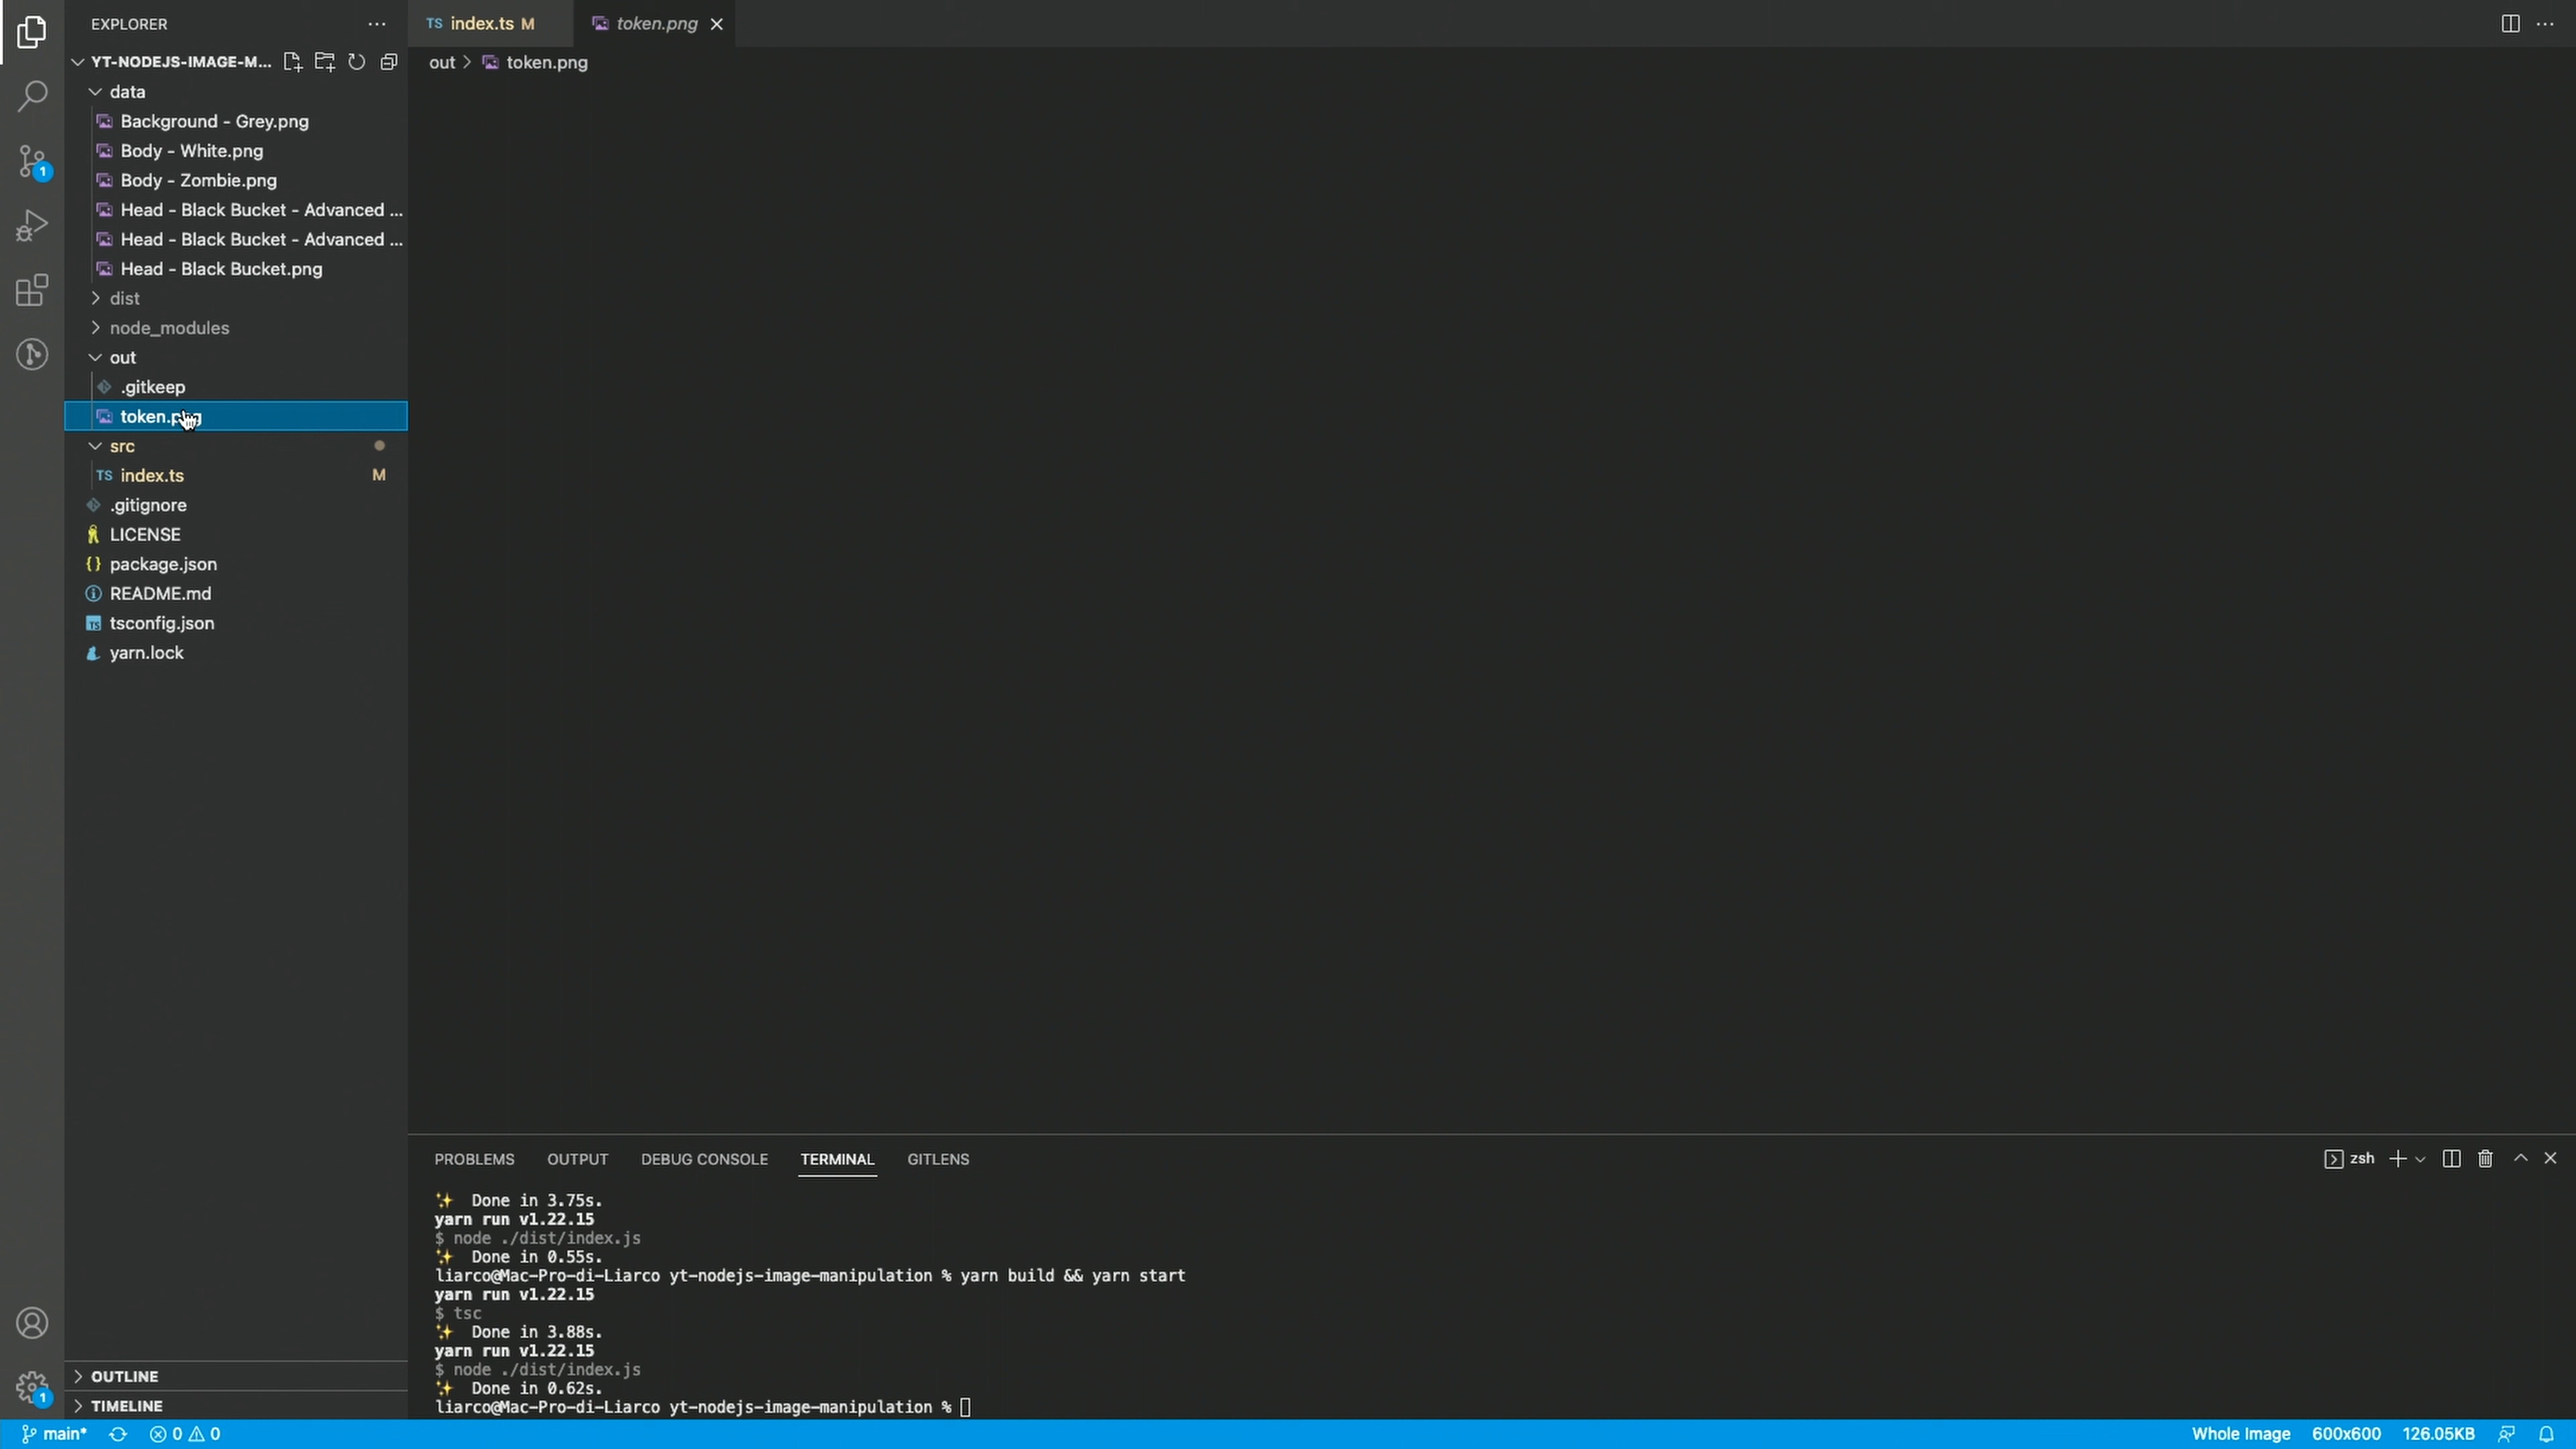 EXPLORER
YT-NODEJS-IMAGE-M...
data
Background - Grey.png
Body - White.png
Body - Zombie.png
Head - Black Bucket - Advanced ...
Head - Black Bucket - Advanced ...
Head - Black Bucket.png
dist
node_modules
out
.gitkeep
token.png
src
TS index.ts M
.gitignore
LICENSE
{} package.json
README.md
TS tsconfig.json
yarn.lock
OUTLINE
TIMELINE
1
1
TS index.ts M
token.png
out > token.png
PROBLEMS OUTPUT DEBUG CONSOLE TERMINAL GITLENS
zsh
✨ Done in 3.75s.
yarn run v1.22.15
$ node ./dist/index.js
✨ Done in 0.55s.
liarco@Mac-Pro-di-Liarco yt-nodejs-image-manipulation % yarn build && yarn start
yarn run v1.22.15
$ tsc
✨ Done in 3.88s.
yarn run v1.22.15
$ node ./dist/index.js
✨ Done in 0.62s.
liarco@Mac-Pro-di-Liarco yt-nodejs-image-manipulation %
main* 0 0 Whole Image 600x600 126.05KB